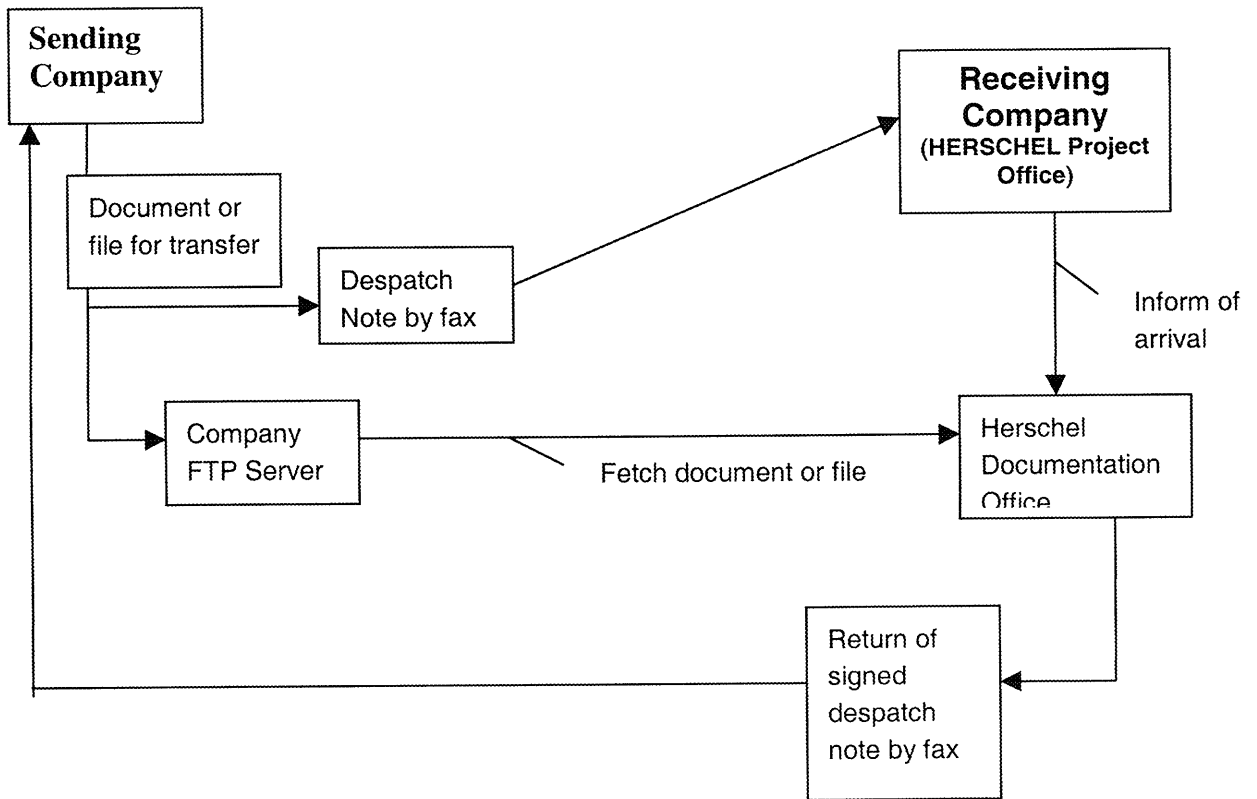 Sending
Company
Receiving
Company
(HERSCHEL Project
Office)
Document or
file for transfer
Despatch
Note by fax
Inform of
arrival
Company
FTP Server
Fetch document or file
Herschel
Documentation
Office
Return of
signed
despatch
note by fax